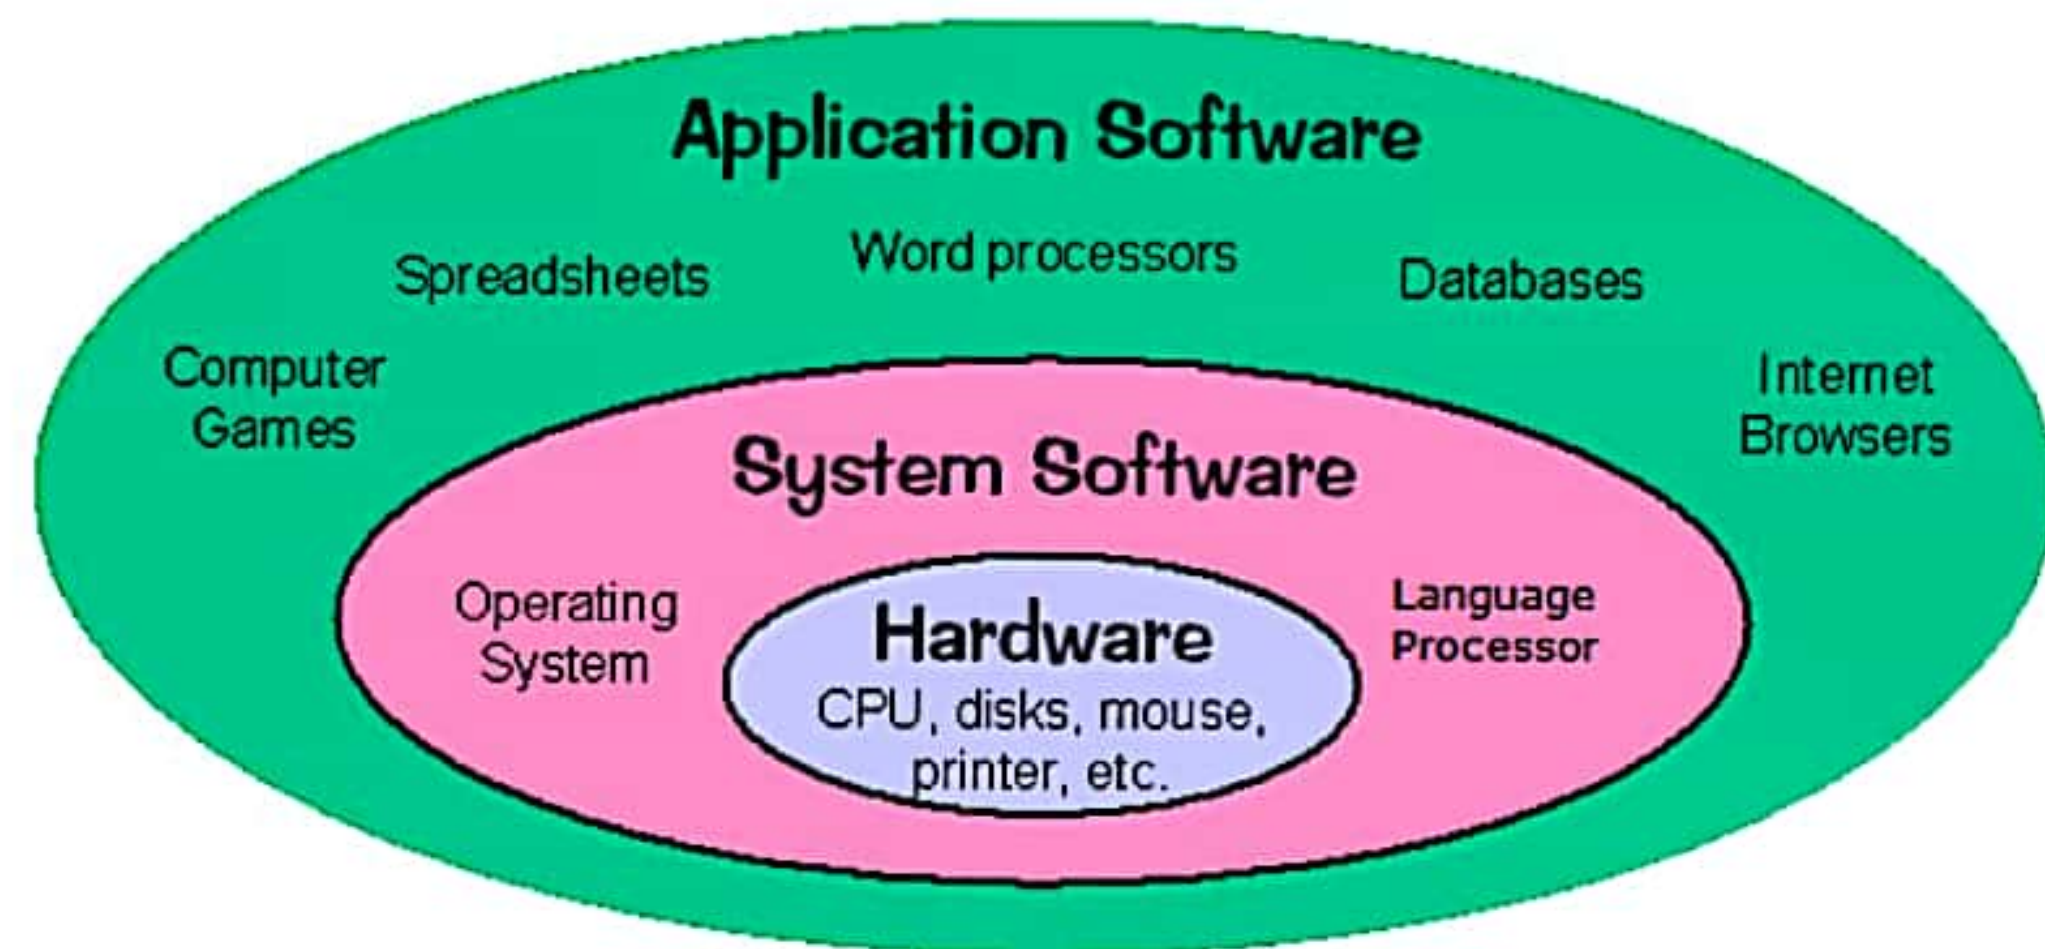 Application Software
Spreadsheets
Word processors
Databases
Computer
Games
Internet
Browsers
System Software
Operating
System
Hardware
CPU, disks, mouse,
printer, etc.
Language
Processor